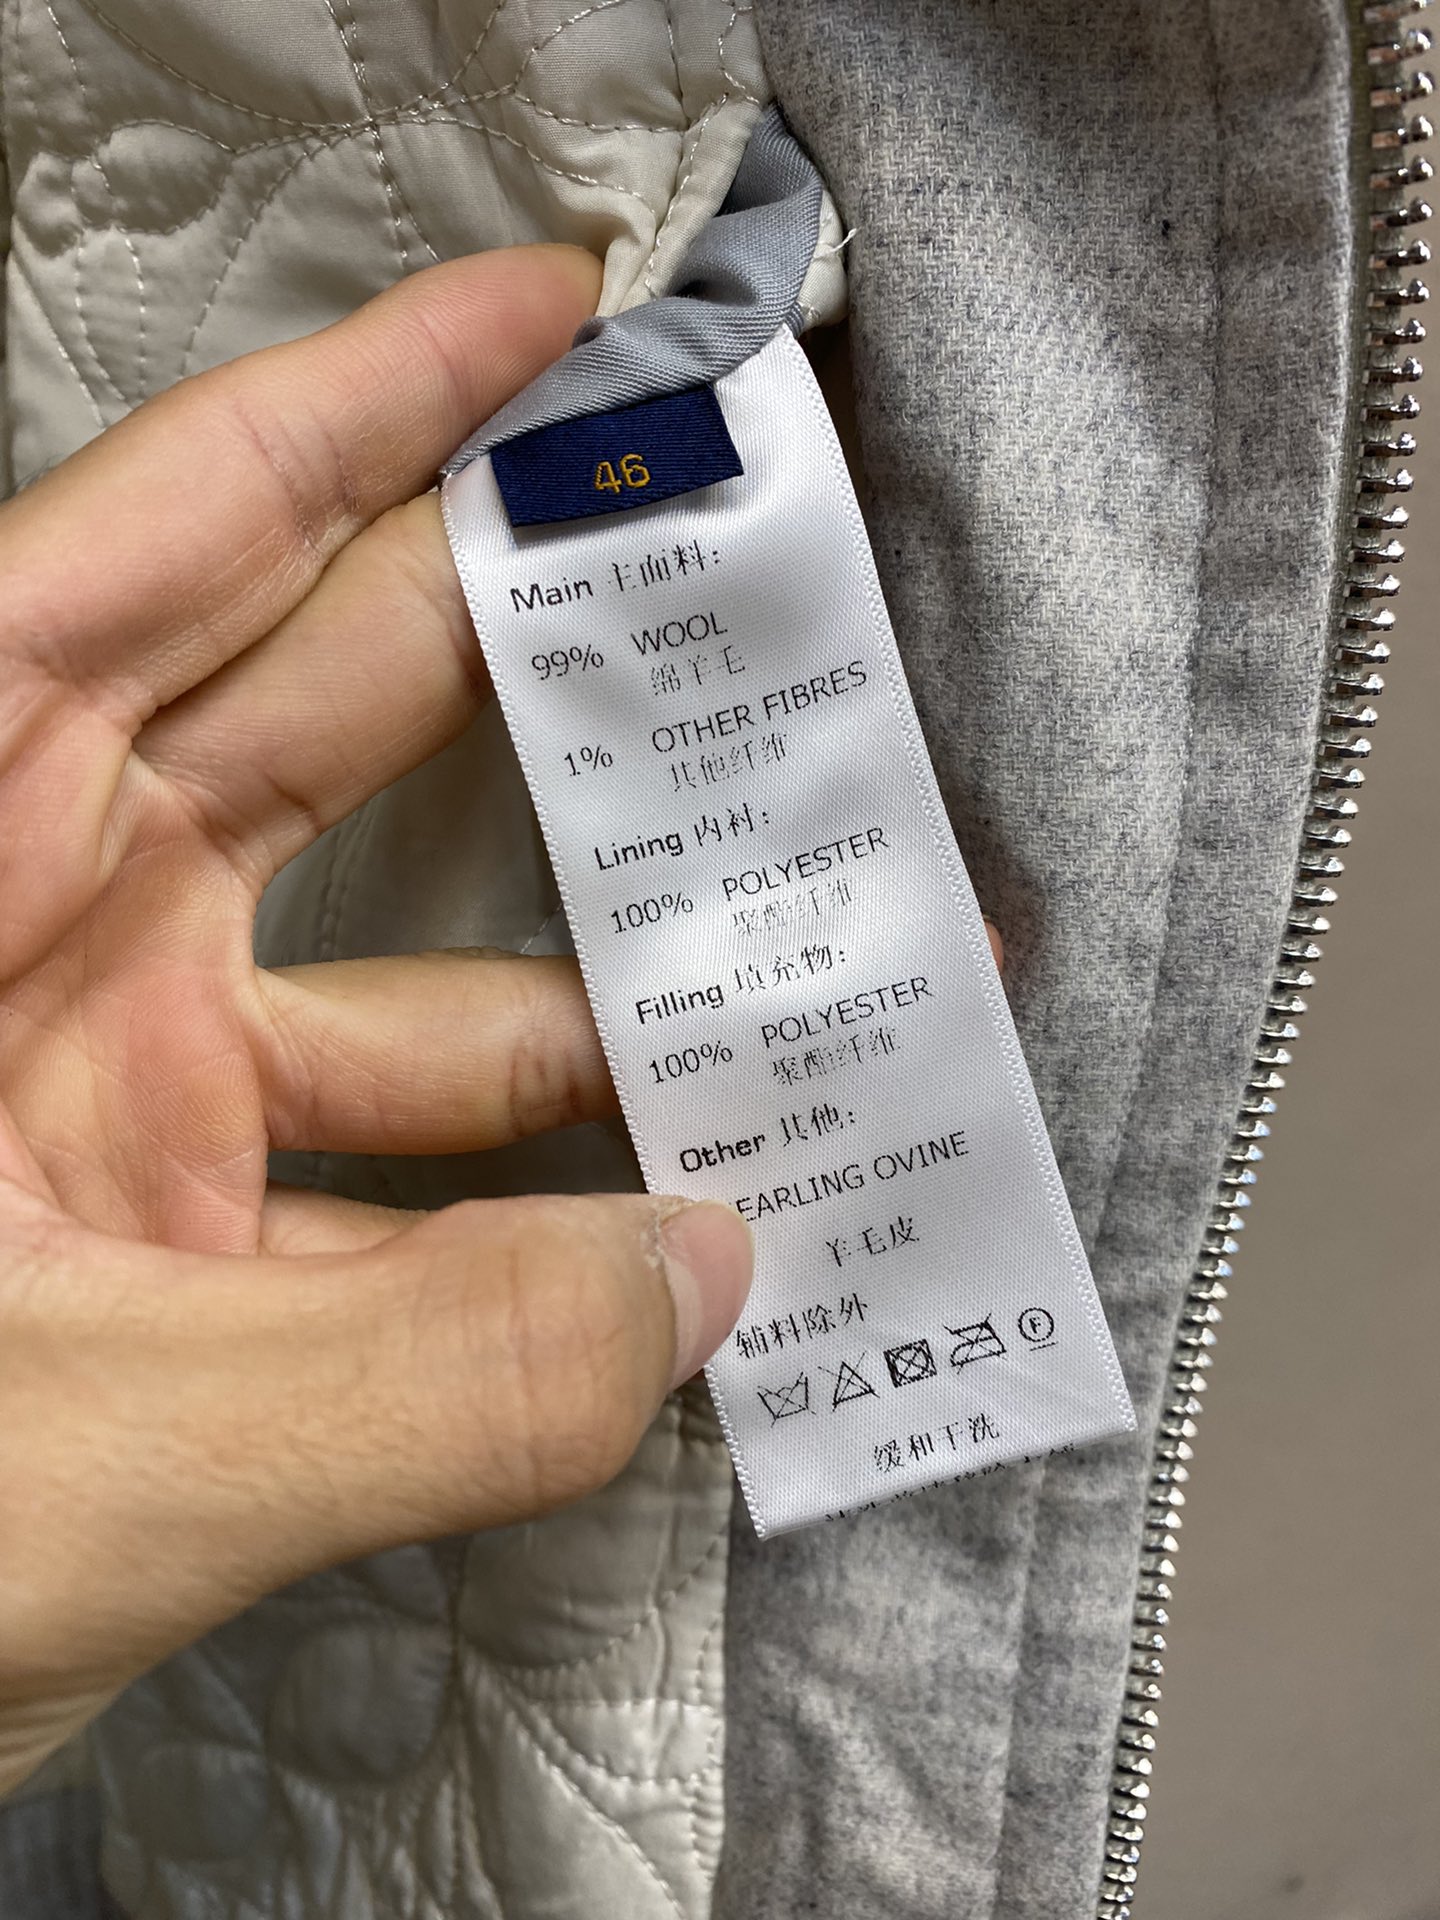 46
Main 主面料:
99% WOOL
绵羊毛
1% OTHER FIBRES
其他纤维
Lining 内衬:
100% POLYESTER
聚酯纤维
Filling 填充物:
100% POLYESTER
聚酯纤维
Other 其他:
EARLING OVINE
羊毛皮
辅料除外
F
缓和干洗